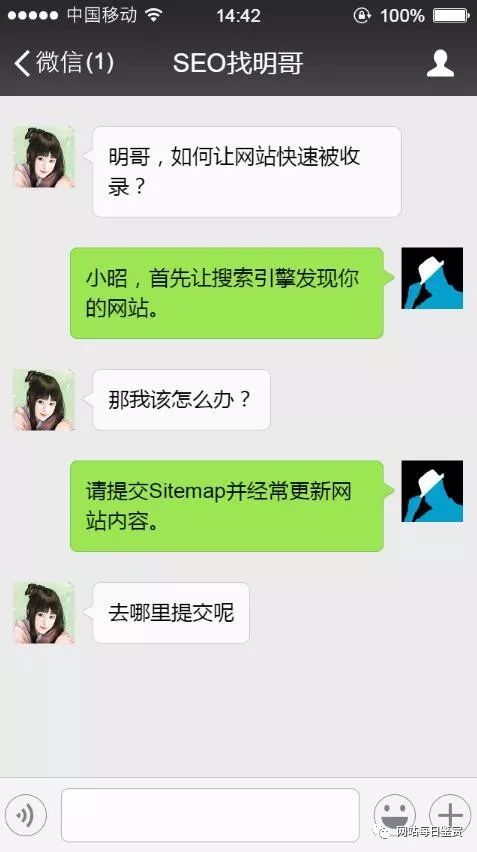 中国移动 14:42 100%
微信(1) SEO找明哥
明哥，如何让网站快速被收
录？
小昭，首先让搜索引擎发现你
的网站。
那我该怎么办？
请提交Sitemap并经常更新网
站内容。
去哪里提交呢
网站每日鉴赏